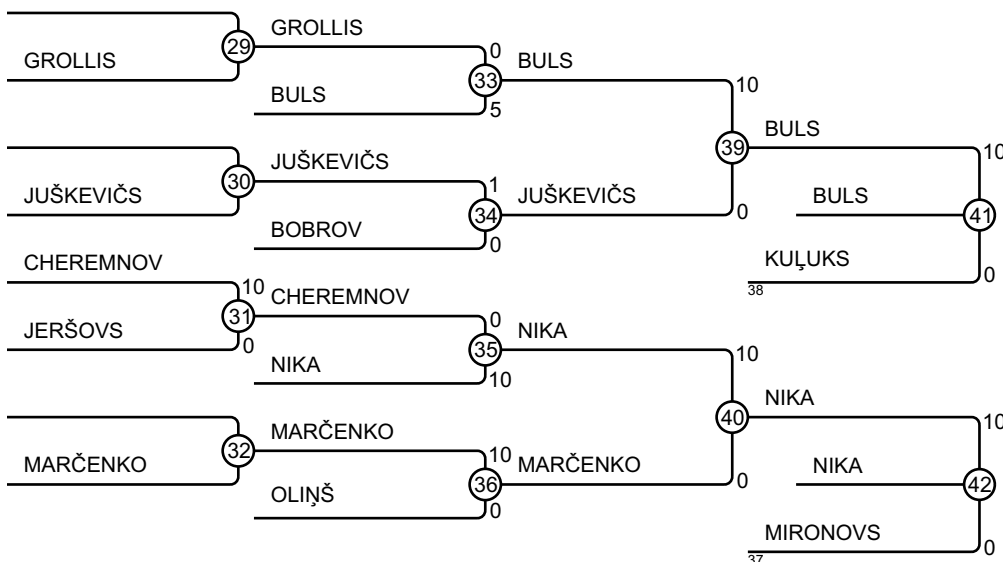 GROLLIS
29
GROLLIS
0
33
BULS
5
BULS
10
JUŠKEVIČS
30
JUŠKEVIČS
1
34
BOBROV
0
JUŠKEVIČS
39
0
BULS
10
BULS
41
KUĻUKS
38
0
CHEREMNOV
10
31
JERŠOVS
0
CHEREMNOV
0
35
NIKA
10
NIKA
10
MARČENKO
32
MARČENKO
10
36
OLIŅŠ
0
MARČENKO
40
0
NIKA
10
NIKA
42
MIRONOVS
37
0